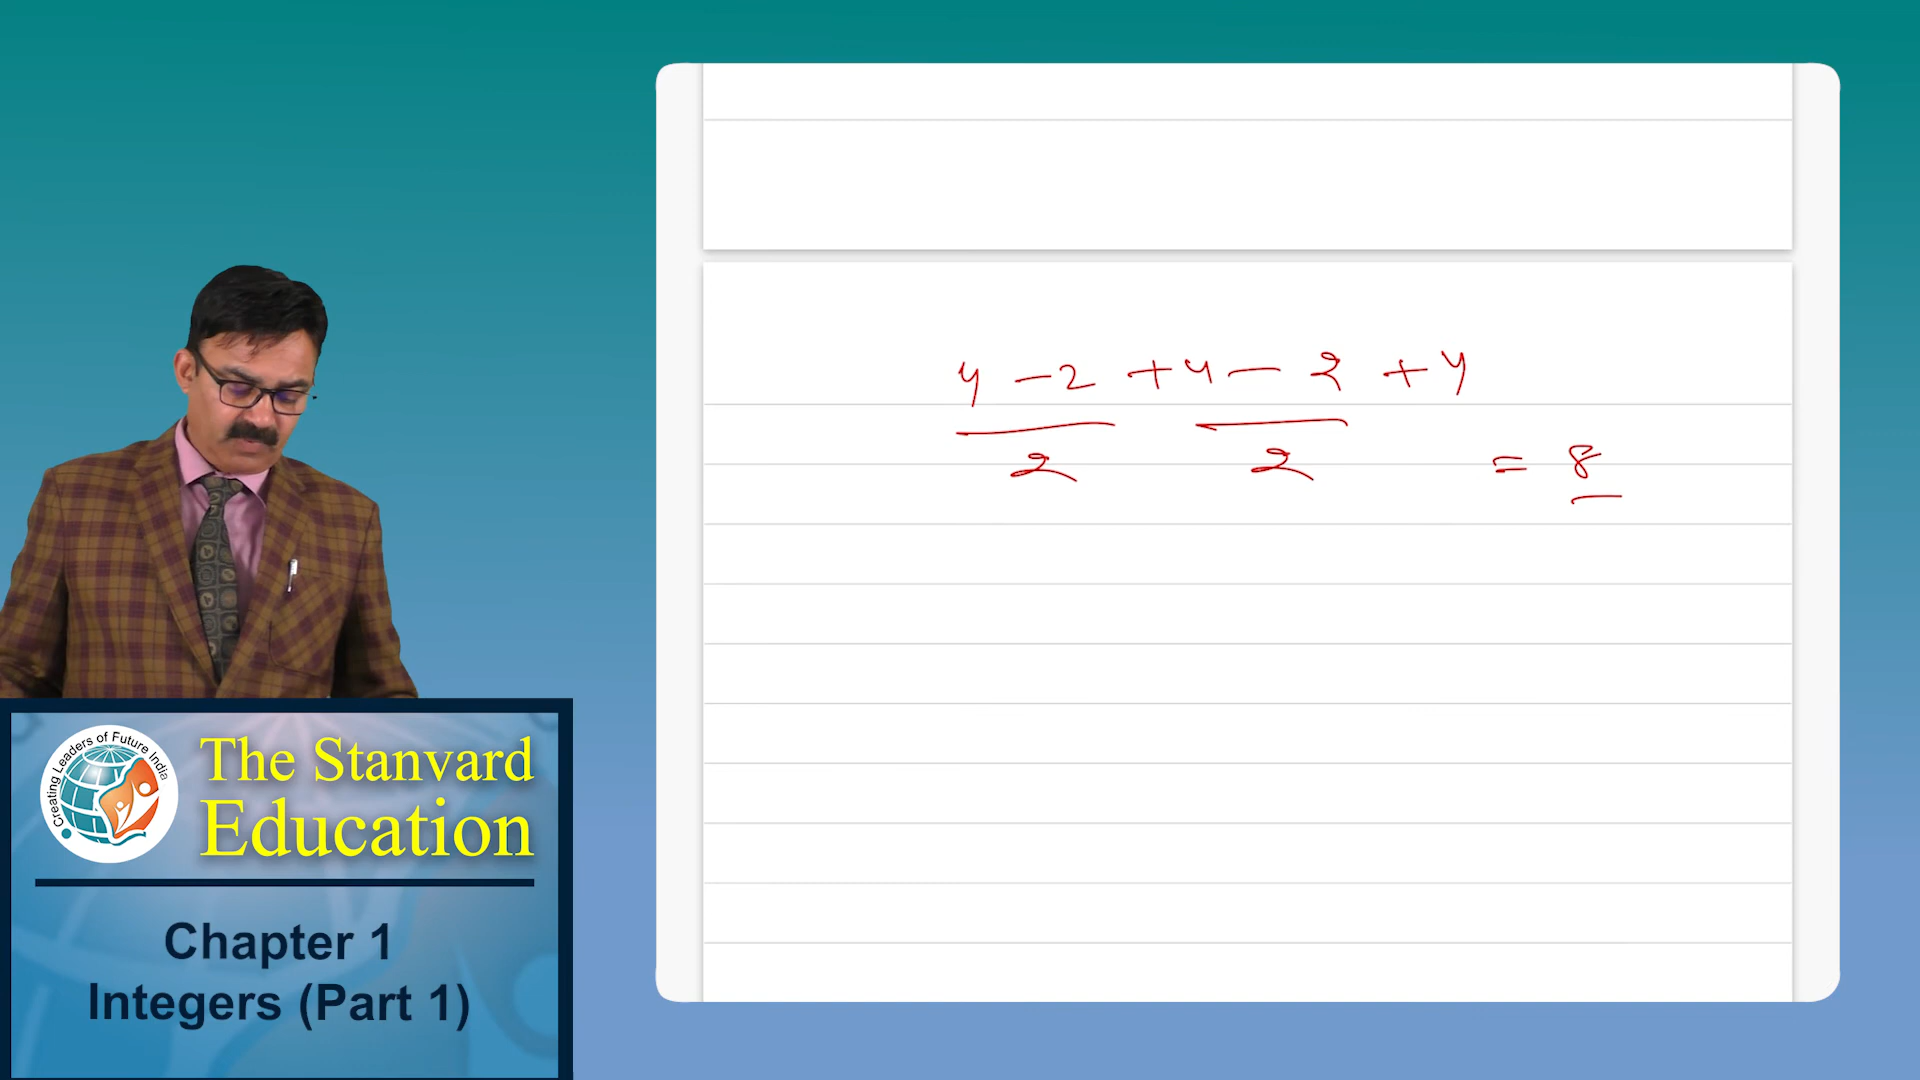 4 - 2 + 4 - 2 + 4
2 2 = 8
Creating Leaders of Future India
The Stanvard
Education
Chapter 1
Integers (Part 1)